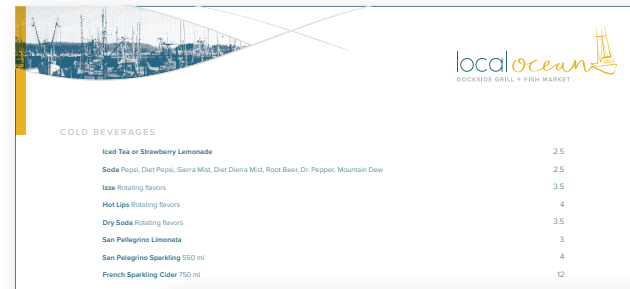 local ocean
DOCKSIDE GRILL + FISH MARKET
COLD BEVERAGES
Iced Tea or Strawberry Lemonade 2.5
Soda Pepsi, Diet Pepsi, Sierra Mist, Diet Dierra Mist, Root Beer, Dr. Pepper, Mountain Dew 2.5
Izze Rotating flavors 3.5
Hot Lips Rotating flavors 4
Dry Soda Rotating flavors 3.5
San Pellegrino Limonata 3
San Pelegrino Sparkling 550 ml 4
French Sparkling Cider 750 ml 12